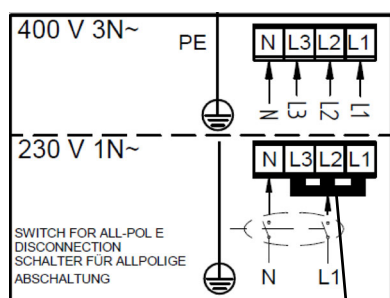 400 V 3N~
PE
N L3 L2 L1
N L3 L2 L1
230 V 1N~
N L3 L2 L1
SWITCH FOR ALL-POL E
DISCONNECTION
SCHALTER FÜR ALLPOLIGE
ABSCHALTUNG
N L1